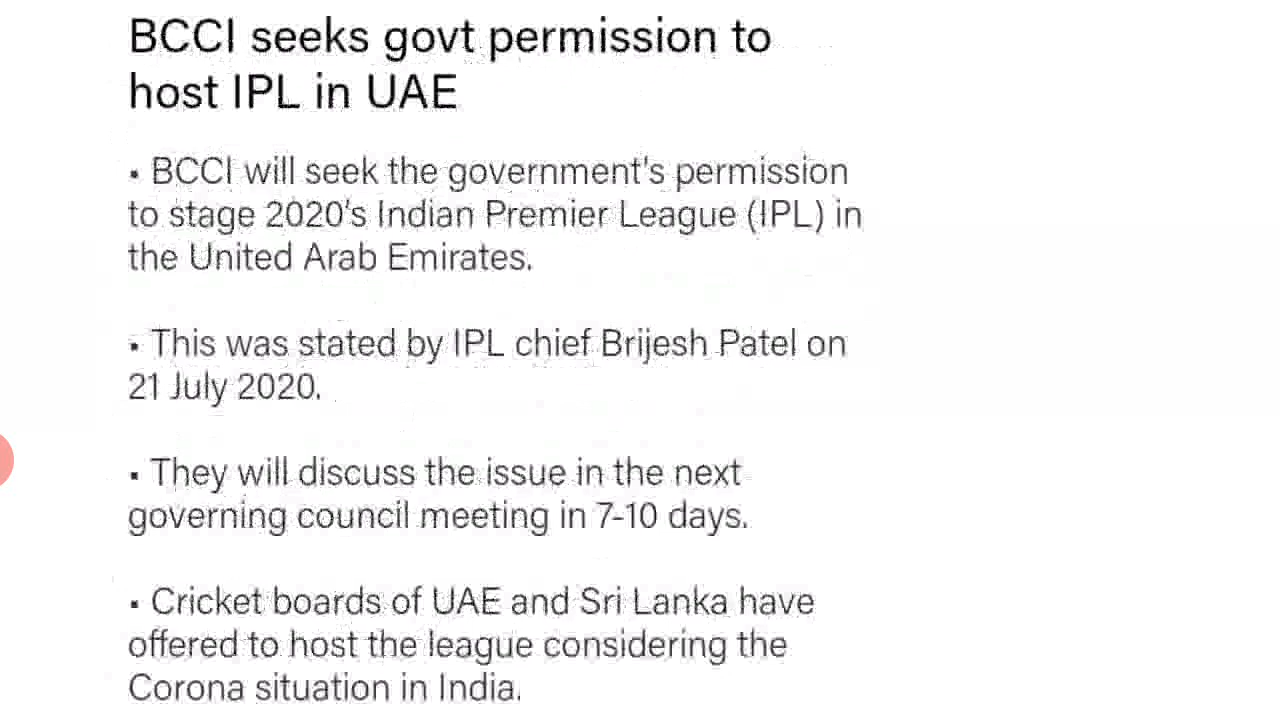 BCCI seeks govt permission to
host IPL in UAE
▪ BCCI will seek the government's permission
to stage 2020's Indian Premier League (IPL) in
the United Arab Emirates.
▪ This was stated by IPL chief Brijesh Patel on
21 July 2020.
▪ They will discuss the issue in the next
governing council meeting in 7-10 days.
▪ Cricket boards of UAE and Sri Lanka have
offered to host the league considering the
Corona situation in India.